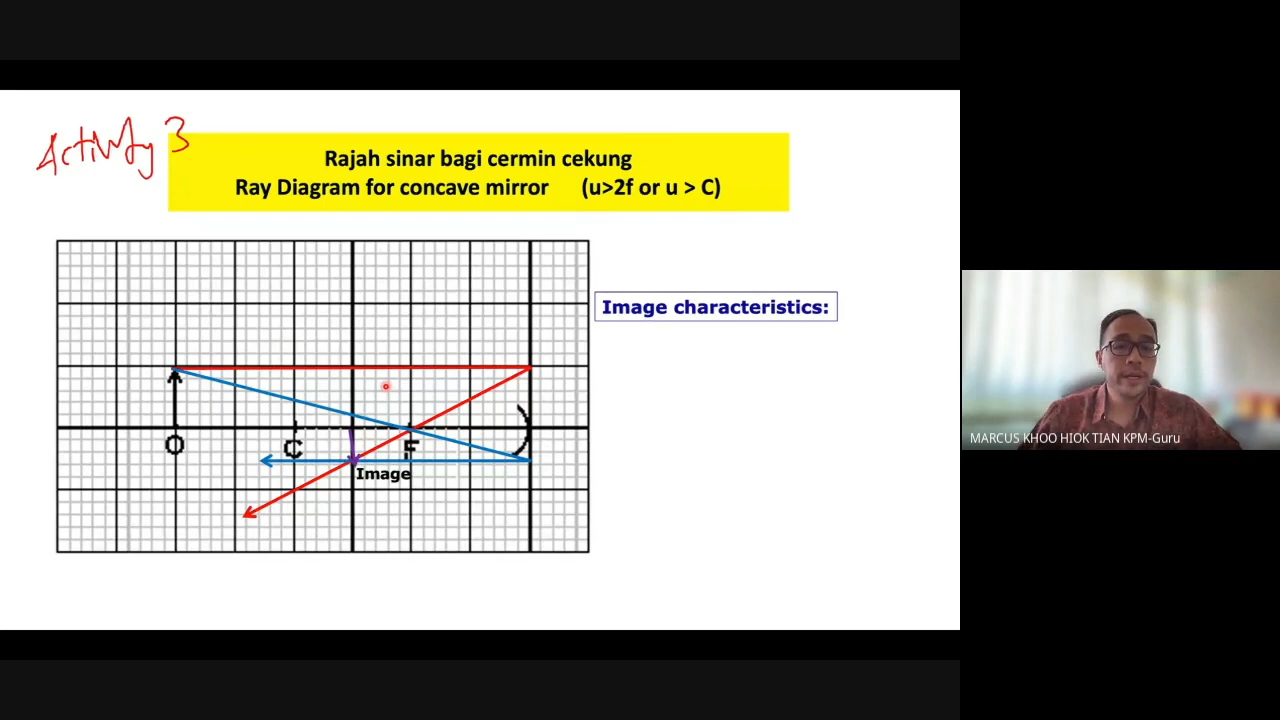 Activity 3
Rajah sinar bagi cermin cekung
Ray Diagram for concave mirror (u>2f or u > C)
Image characteristics:
O
C
F
Image
MARCUS KHOO HIOK TIAN KPM-Guru